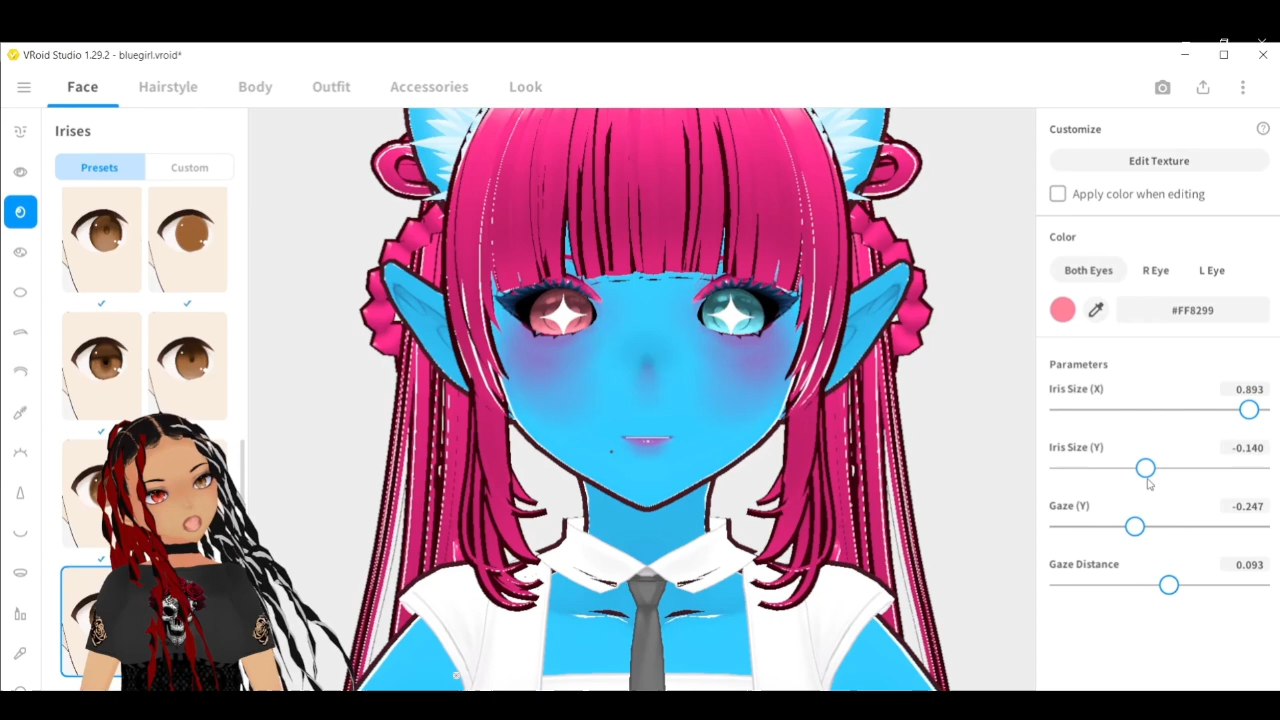 VRoid Studio 1.29.2 - bluegirl.vroid*
Face
Hairstyle
Body
Outfit
Accessories
Look
Irises
Presets
Custom
Customize
Edit Texture
Apply color when editing
Color
Both Eyes
R Eye
L Eye
#FF8299
Parameters
Iris Size (X)
0.893
Iris Size (Y)
-0.140
Gaze (Y)
-0.247
Gaze Distance
0.093